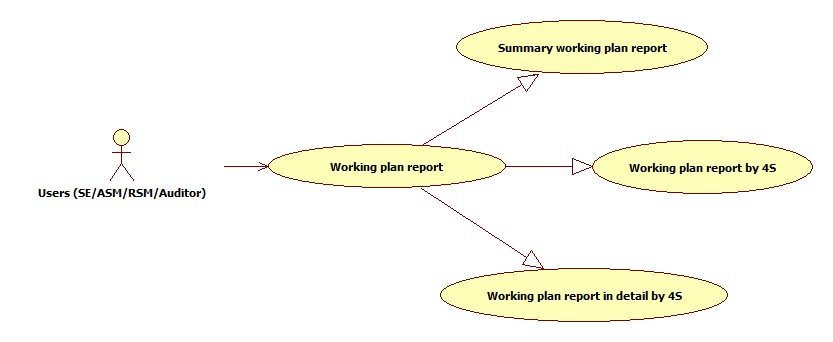 Summary working plan report
Working plan report
Working plan report by 4S
Users (SE/ASM/RSM/Auditor)
Working plan report in detail by 4S